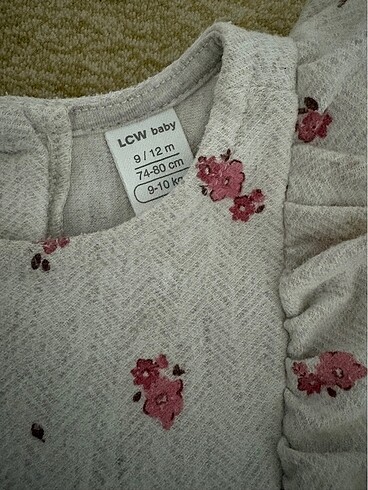 LCW baby
9 / 12 m
74-80 cm
9-10 kg